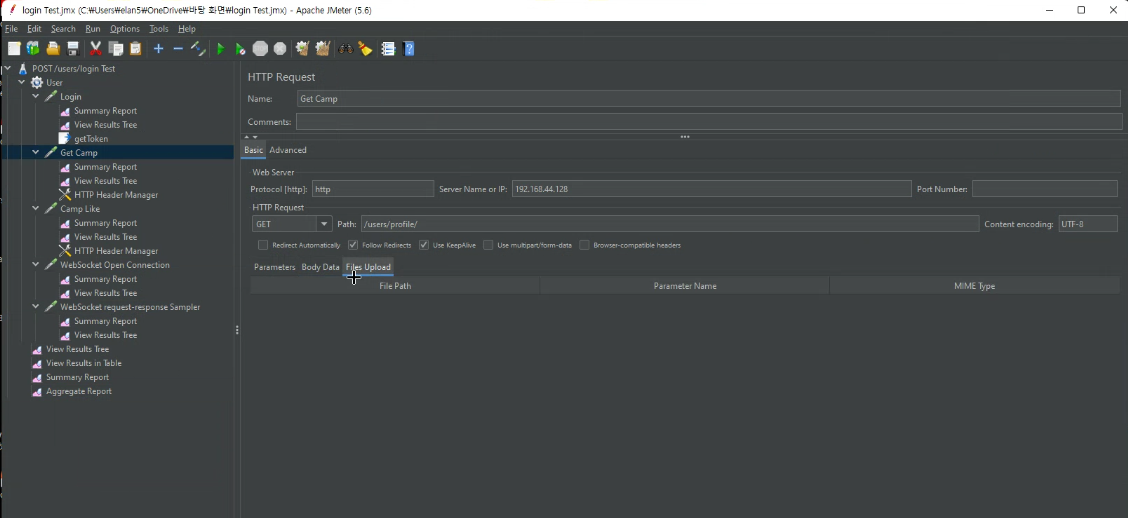 login Test.jmx (C:₩Users₩elan5₩OneDrive₩바탕 화면₩login Test.jmx) - Apache JMeter (5.6)
File Edit Search Run Options Tools Help
POST /users/login Test
User
Login
Summary Report
View Results Tree
getToken
Get Camp
Summary Report
View Results Tree
HTTP Header Manager
Camp Like
Summary Report
View Results Tree
HTTP Header Manager
WebSocket Open Connection
Summary Report
View Results Tree
WebSocket request-response Sampler
Summary Report
View Results Tree
View Results Tree
View Results in Table
Summary Report
Aggregate Report
HTTP Request
Name: Get Camp
Comments:
Basic Advanced
Web Server
Protocol [http]: http Server Name or IP: 192.168.44.128 Port Number:
HTTP Request
GET Path: /users/profile/ Content encoding: UTF-8
Redirect Automatically Follow Redirects Use KeepAlive Use multipart/form-data Browser-compatible headers
Parameters Body Data Files Upload
File Path Parameter Name MIME Type